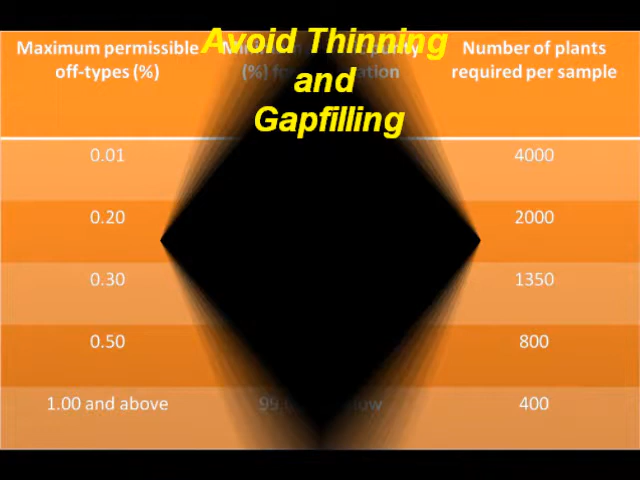 Avoid Thinning
and
Gapfilling
Maximum permissible
off-types (%)
Number of plants
required per sample
0.01 4000
0.20 2000
0.30 1350
0.50 800
1.00 and above 400